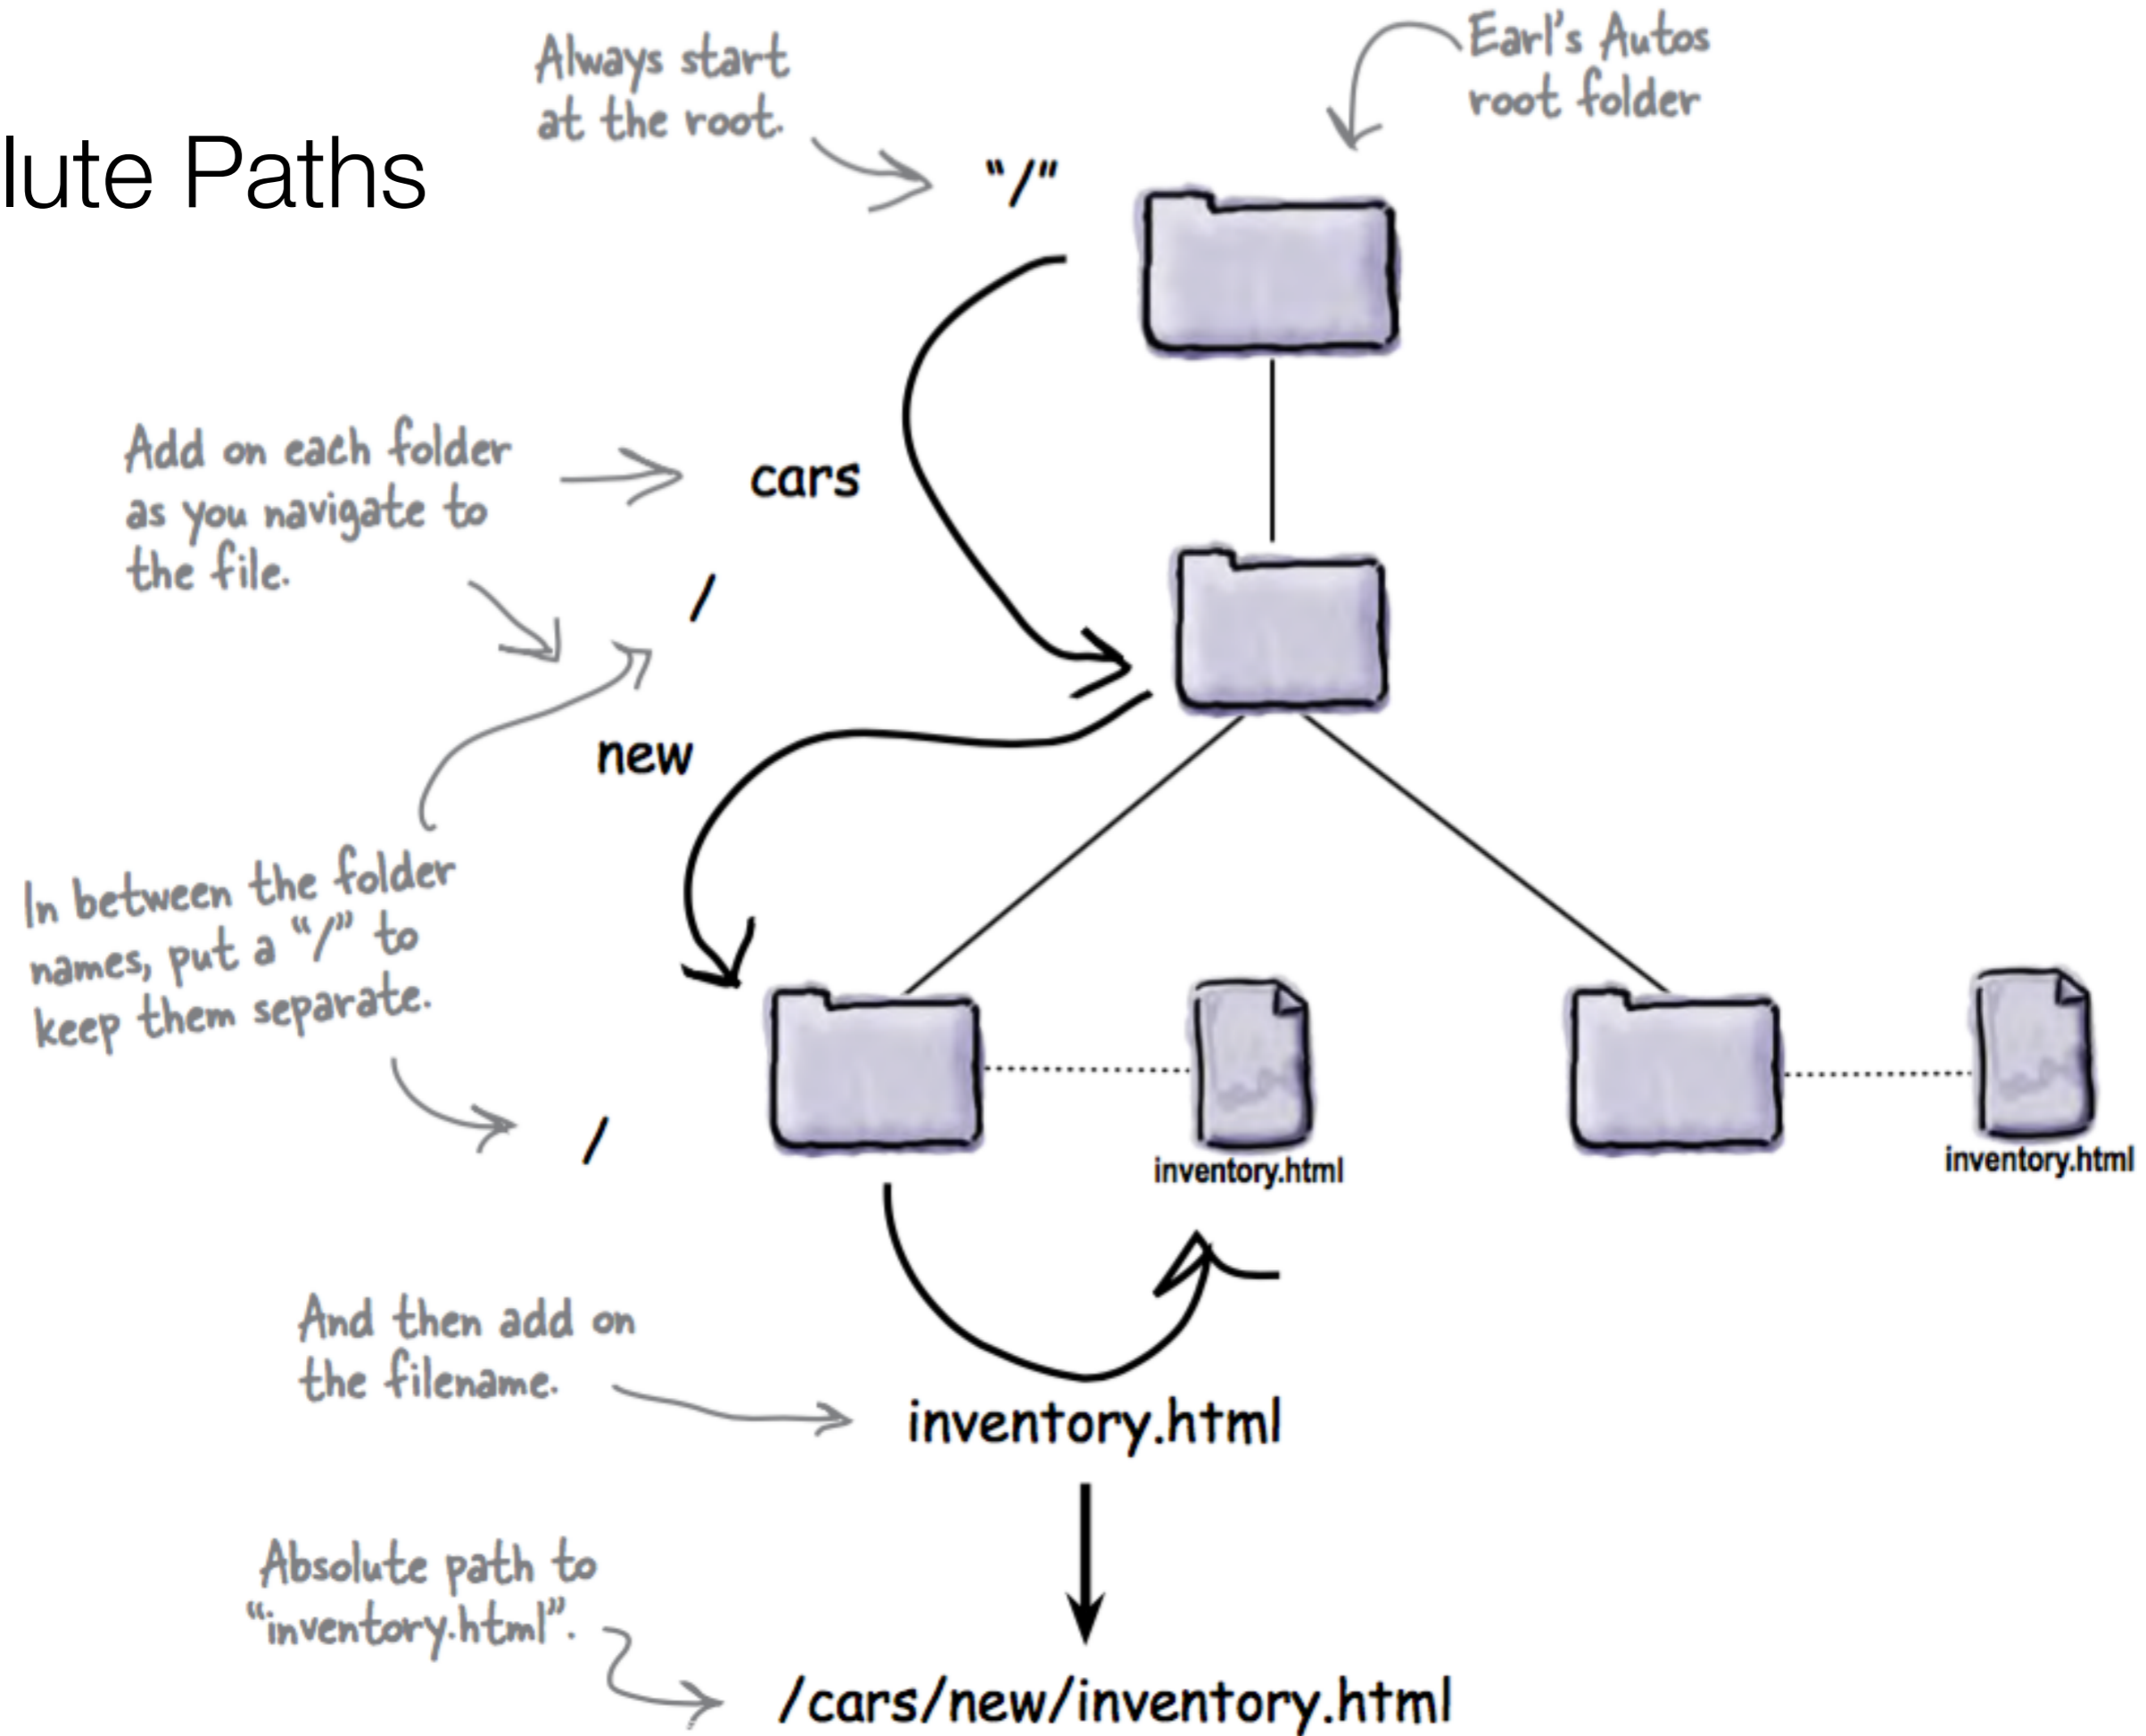 lute Paths
Always start
at the root.
“/”
Earl's Autos
root folder
Add on each folder
as you navigate to
the file.
cars
/
new
In between the folder
names, put a “/” to
keep them separate.
/
inventory.html
inventory.html
And then add on
the filename.
inventory.html
Absolute path to
“inventory.html”.
/cars/new/inventory.html